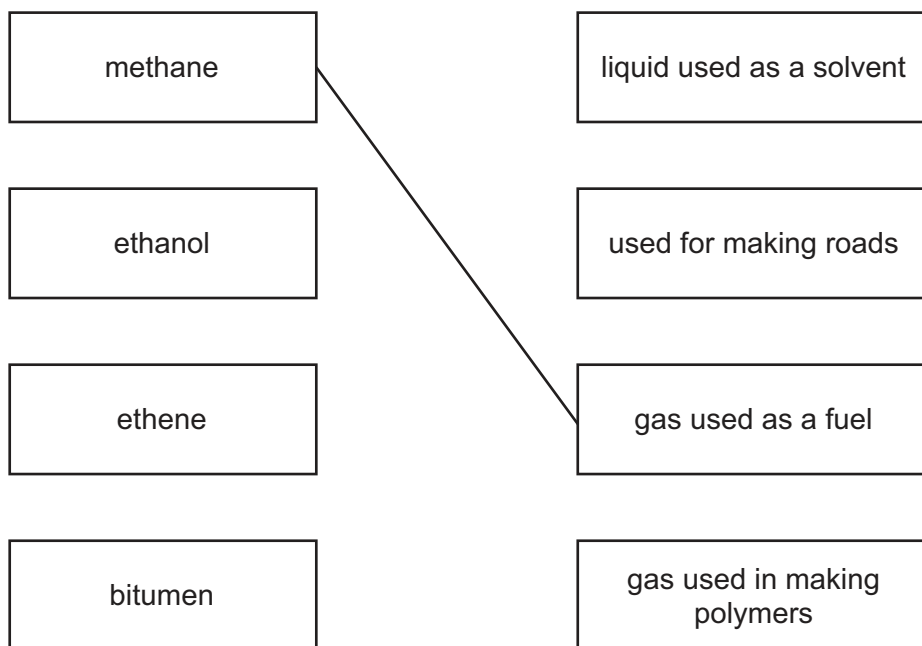 methane
liquid used as a solvent
ethanol
used for making roads
ethene
gas used as a fuel
bitumen
gas used in making
polymers